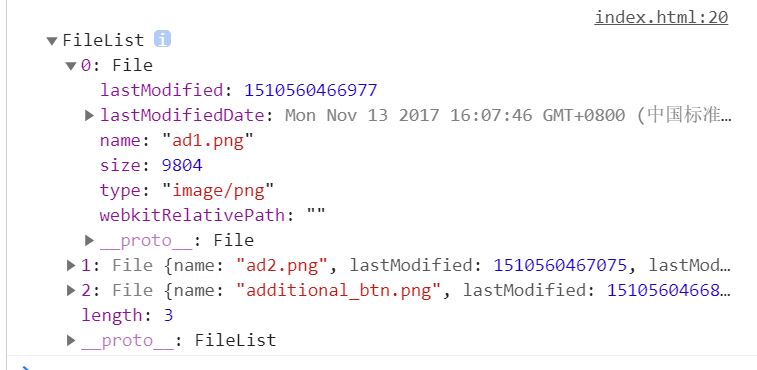 index.html:20
FileList i
0: File
lastModified: 1510560466977
lastModifiedDate: Mon Nov 13 2017 16:07:46 GMT+0800 (中国标准…
name: "ad1.png"
size: 9804
type: "image/png"
webkitRelativePath: ""
__proto__: File
1: File {name: "ad2.png", lastModified: 1510560467075, lastMod…
2: File {name: "additional_btn.png", lastModified: 15105604668…
length: 3
__proto__: FileList